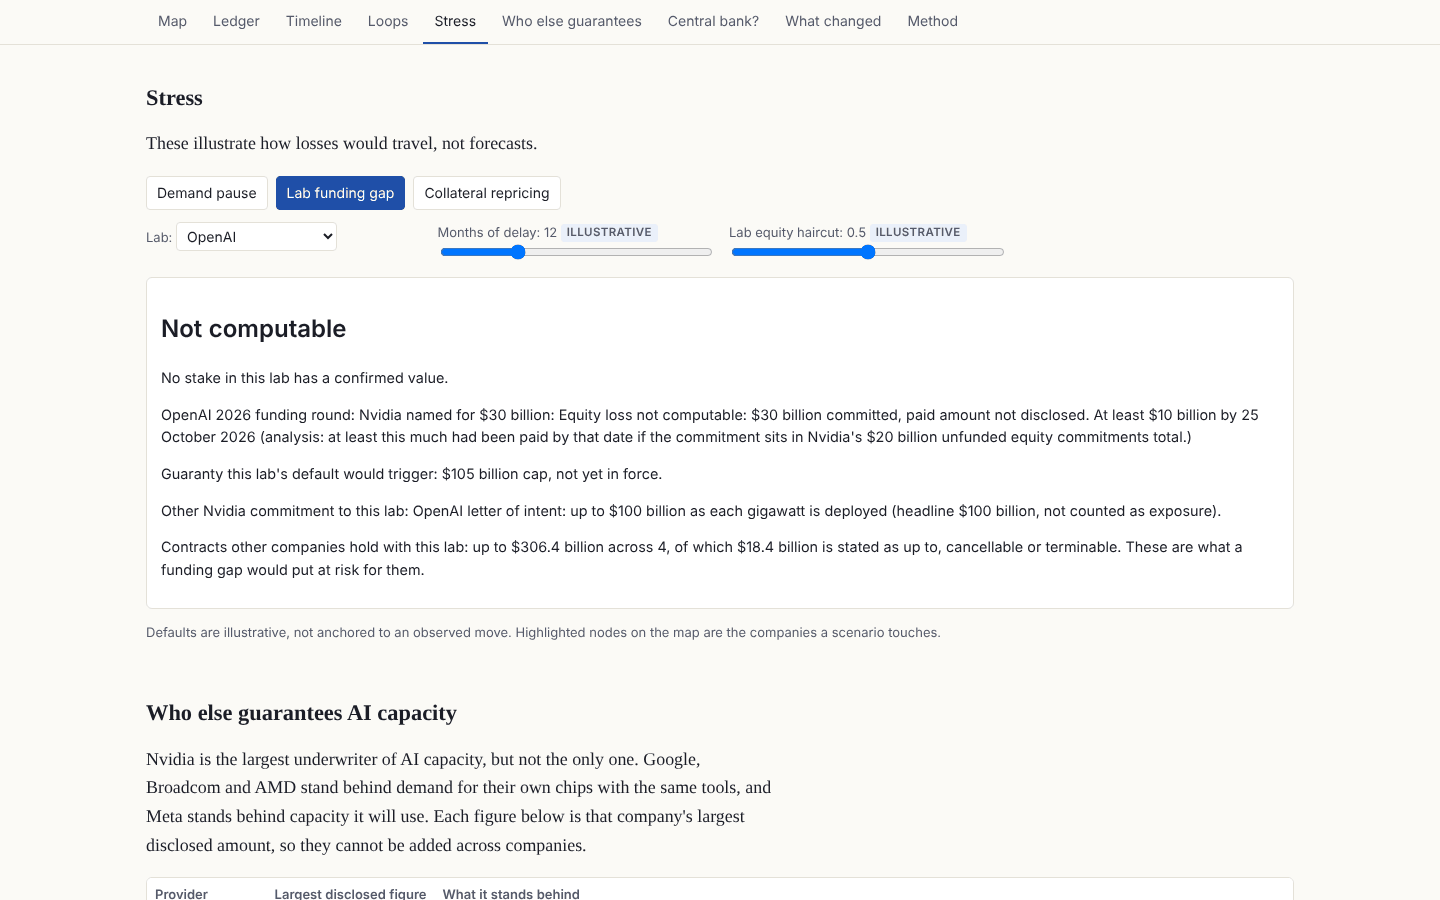 Map Ledger Timeline Loops Stress Who else guarantees Central bank? What changed Method
Stress
These illustrate how losses would travel, not forecasts.
Demand pause Lab funding gap Collateral repricing
Lab: OpenAI Months of delay: 12 ILLUSTRATIVE Lab equity haircut: 0.5 ILLUSTRATIVE
Not computable
No stake in this lab has a confirmed value.
OpenAI 2026 funding round: Nvidia named for $30 billion: Equity loss not computable: $30 billion committed, paid amount not disclosed. At least $10 billion by 25
October 2026 (analysis: at least this much had been paid by that date if the commitment sits in Nvidia's $20 billion unfunded equity commitments total.)
Guaranty this lab's default would trigger: $105 billion cap, not yet in force.
Other Nvidia commitment to this lab: OpenAI letter of intent: up to $100 billion as each gigawatt is deployed (headline $100 billion, not counted as exposure).
Contracts other companies hold with this lab: up to $306.4 billion across 4, of which $18.4 billion is stated as up to, cancellable or terminable. These are what a
funding gap would put at risk for them.
Defaults are illustrative, not anchored to an observed move. Highlighted nodes on the map are the companies a scenario touches.
Who else guarantees AI capacity
Nvidia is the largest underwriter of AI capacity, but not the only one. Google,
Broadcom and AMD stand behind demand for their own chips with the same tools, and
Meta stands behind capacity it will use. Each figure below is that company's largest
disclosed amount, so they cannot be added across companies.
Provider Largest disclosed figure What it stands behind